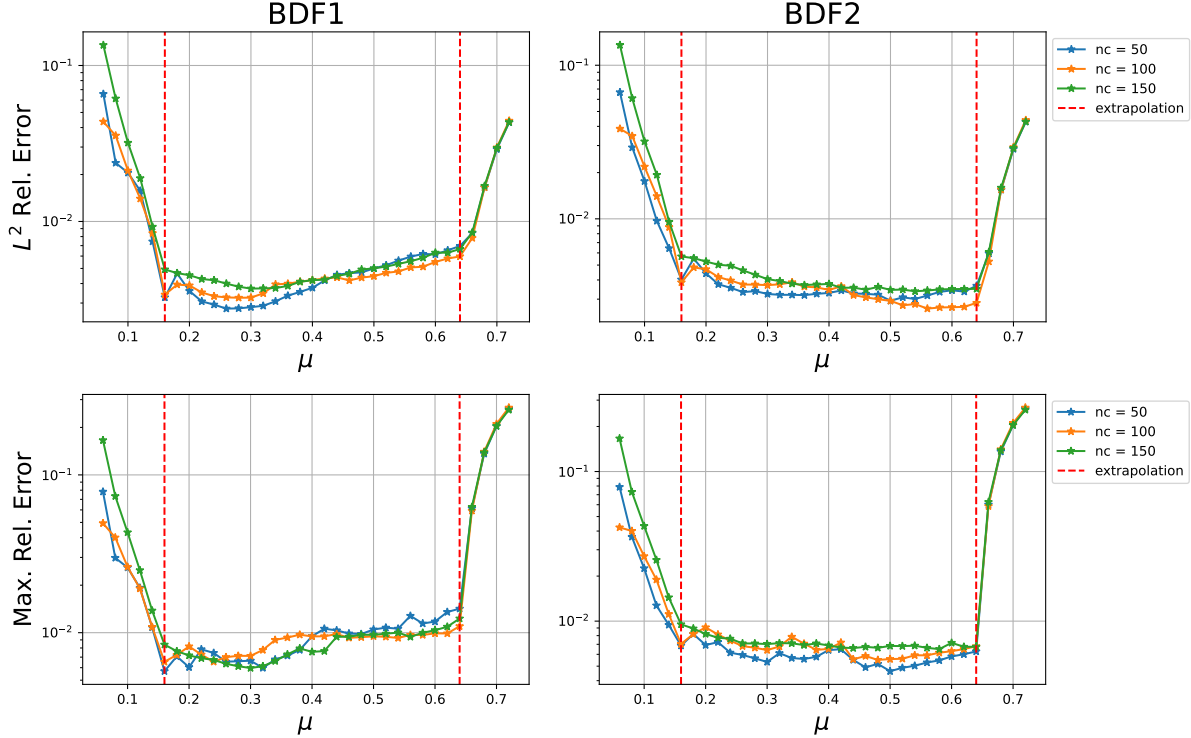 BDF1
BDF2
L² Rel. Error
10⁻¹
10⁻²
0.1 0.2 0.3 0.4 0.5 0.6 0.7
μ
10⁻¹
10⁻²
0.1 0.2 0.3 0.4 0.5 0.6 0.7
μ
nc = 50
nc = 100
nc = 150
extrapolation
Max. Rel. Error
10⁻¹
10⁻²
0.1 0.2 0.3 0.4 0.5 0.6 0.7
μ
10⁻¹
10⁻²
0.1 0.2 0.3 0.4 0.5 0.6 0.7
μ
nc = 50
nc = 100
nc = 150
extrapolation